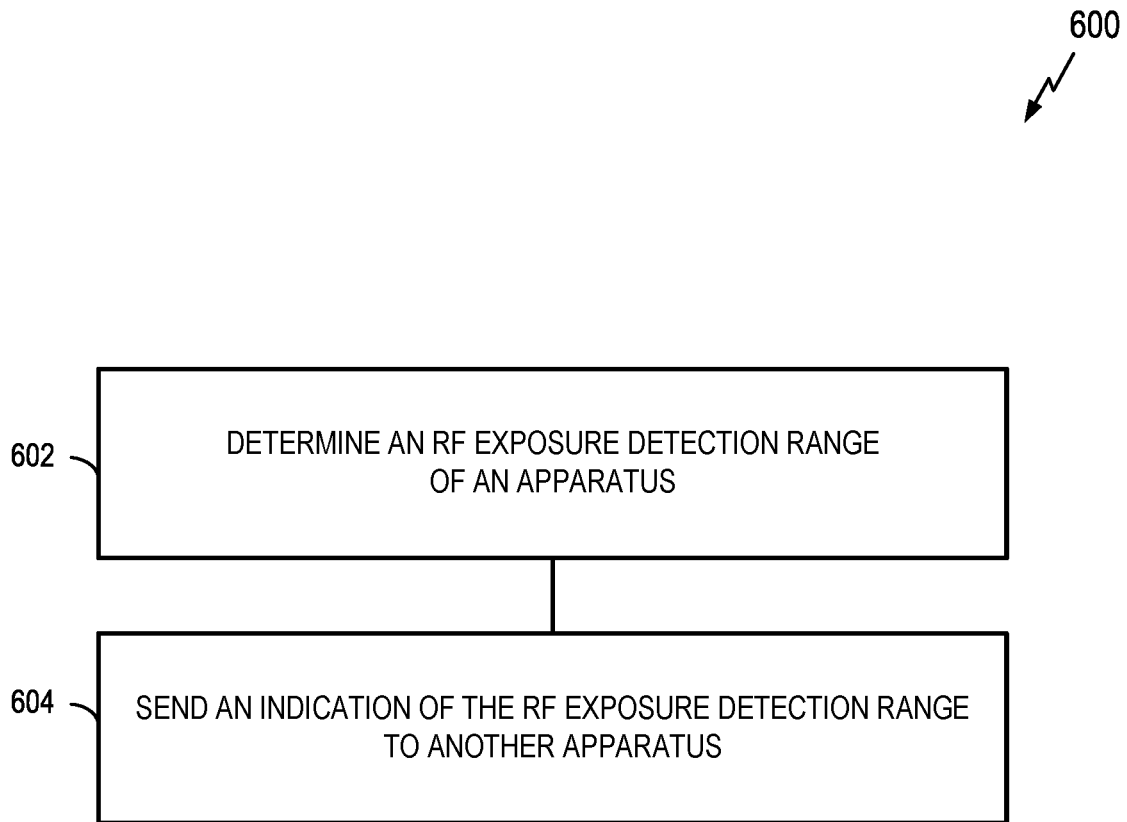 600
602
DETERMINE AN RF EXPOSURE DETECTION RANGE
OF AN APPARATUS
604
SEND AN INDICATION OF THE RF EXPOSURE DETECTION RANGE
TO ANOTHER APPARATUS